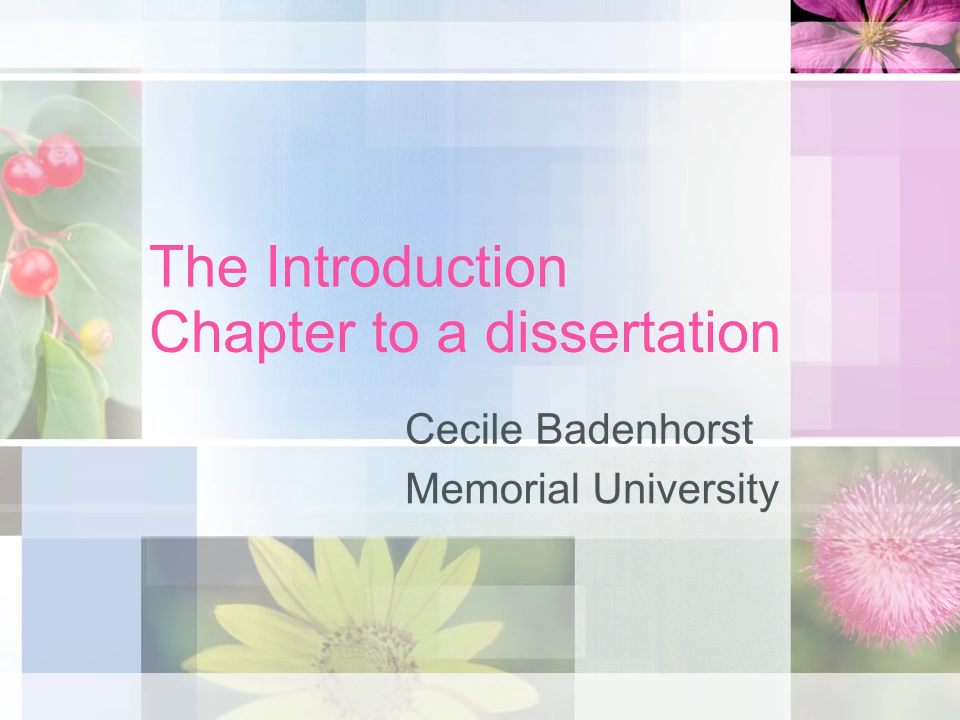 The Introduction
Chapter to a dissertation
Cecile Badenhorst
Memorial University